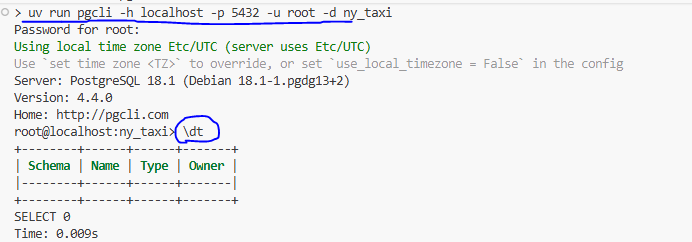 > uv run pgcli -h localhost -p 5432 -u root -d ny_taxi
Password for root:
Using local time zone Etc/UTC (server uses Etc/UTC)
Use `set time zone <TZ>` to override, or set `use_local_timezone = False` in the config
Server: PostgreSQL 18.1 (Debian 18.1-1.pgdg13+2)
Version: 4.4.0
Home: http://pgcli.com
root@localhost:ny_taxi> \dt
+--------+------+------+-------+
| Schema | Name | Type | Owner |
|--------+------+------+-------|
+--------+------+------+-------+
SELECT 0
Time: 0.009s